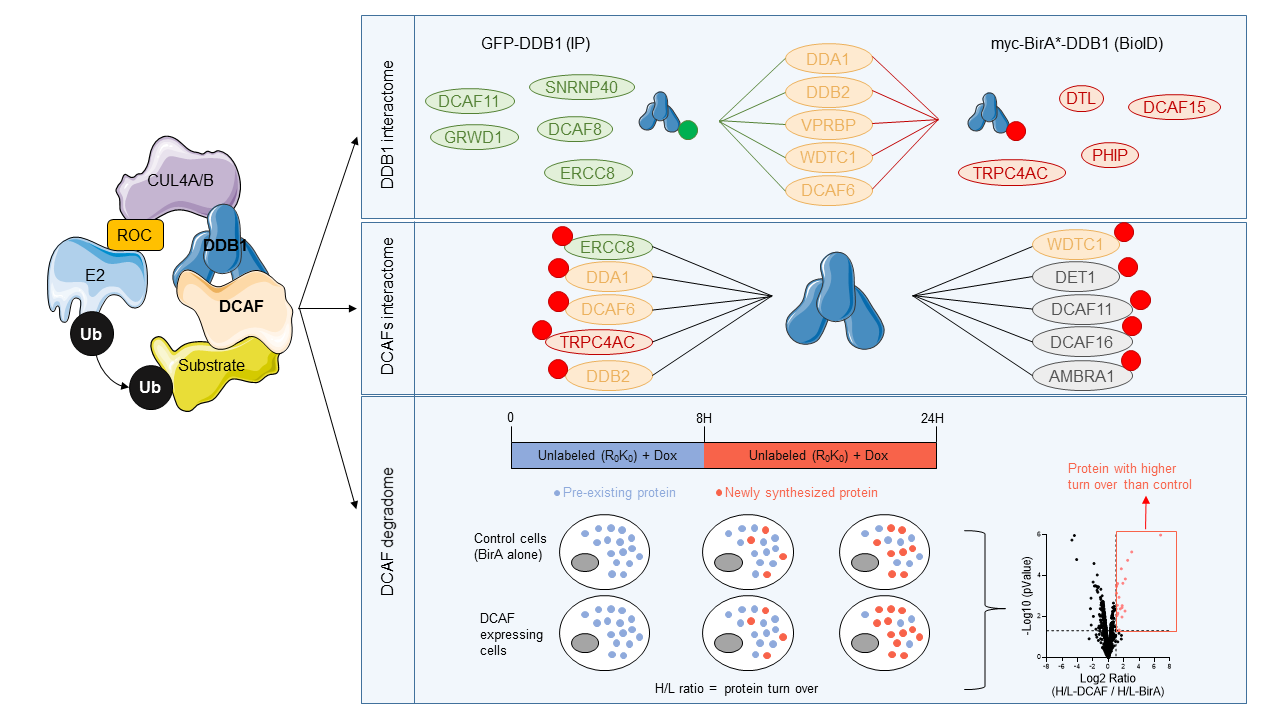 CUL4A/B
ROC
DDB1
E2
DCAF
Ub
Substrate
Ub
DDB1 interactome
GFP-DDB1 (IP)
myc-BirA*-DDB1 (BioID)
SNRNP40
DCAF11
GRWD1
DCAF8
ERCC8
DDA1
DDB2
VPRBP
WDTC1
DCAF6
DTL
DCAF15
PHIP
TRPC4AC
DCAFs interactome
ERCC8
DDA1
DCAF6
TRPC4AC
DDB2
WDTC1
DET1
DCAF11
DCAF16
AMBRA1
DCAF degradome
0
8H
24H
Unlabeled (R₀K₀) + Dox
Unlabeled (R₀K₀) + Dox
Pre-existing protein
Newly synthesized protein
Control cells
(BirA alone)
DCAF
expressing
cells
H/L ratio = protein turn over
Protein with higher
turn over than control
-Log10 (pValue)
6
4
2
0
-8 -6 -4 -2 0 2 4 6 8
Log2 Ratio
(H/L-DCAF / H/L-BirA)